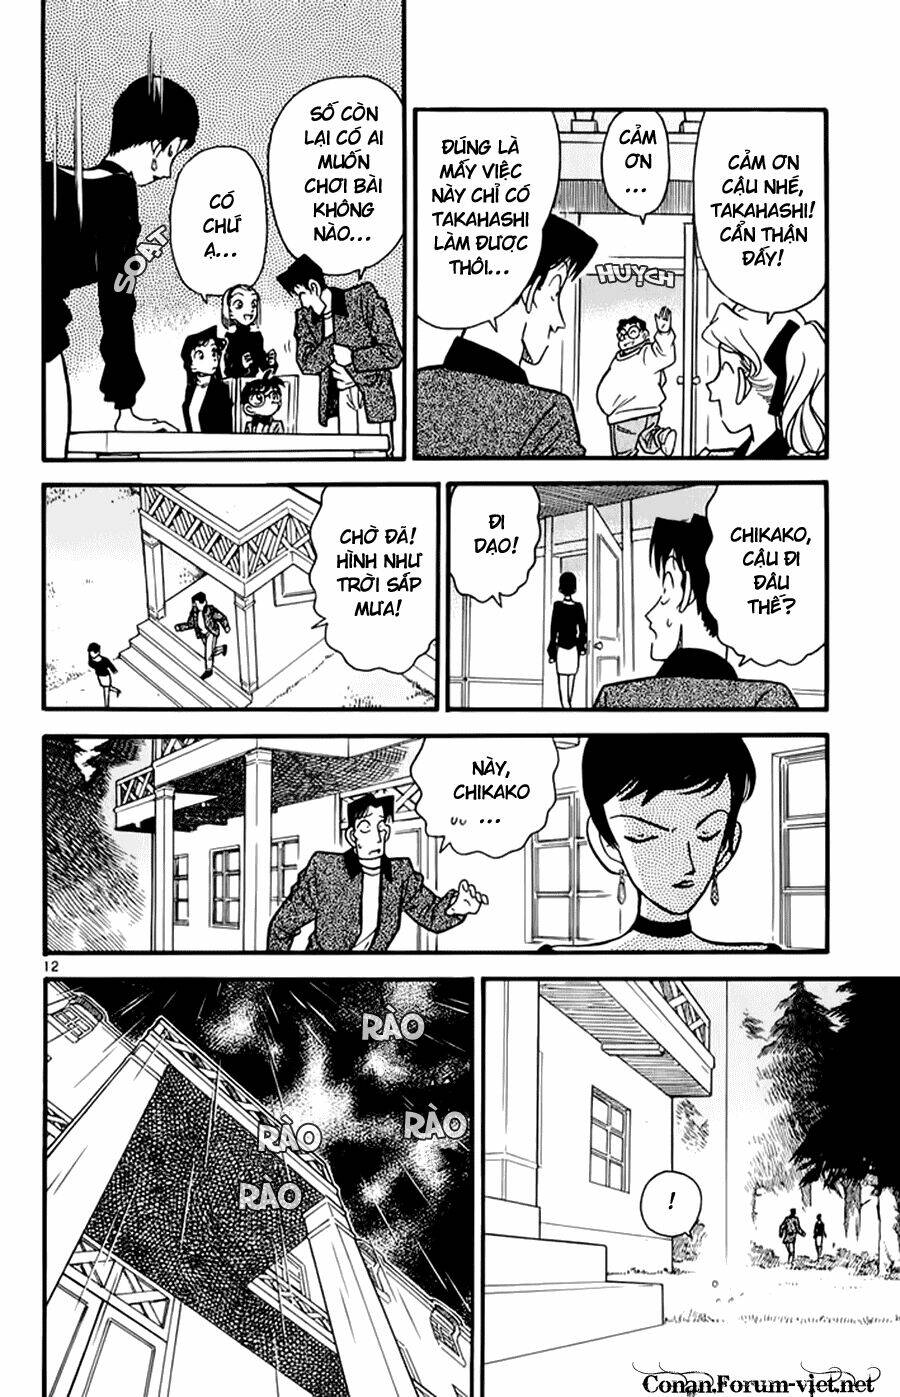 CẢM ƠN
CẬU NHÉ,
TAKAHASHI!
CẨN THẬN
ĐẤY!
CẢM
ƠN
...
HUỴCH
ĐÚNG LÀ
MẤY VIỆC
NÀY CHỈ CÓ
TAKAHASHI
LÀM ĐƯỢC
THÔI...
SỐ CÒN
LẠI CÓ AI
MUỐN
CHƠI BÀI
KHÔNG
NÀO...
CÓ
CHỨ
Ạ...
SOẠT
CHIKAKO,
CẬU ĐI
ĐÂU
THẾ?
ĐI
DẠO!
CHỜ ĐÃ!
HÌNH NHƯ
TRỜI SẮP
MƯA!
NÀY,
CHIKAKO
...
12
!
RÀO
RÀO
RÀO
RÀO
Conan.Forum-viet.net